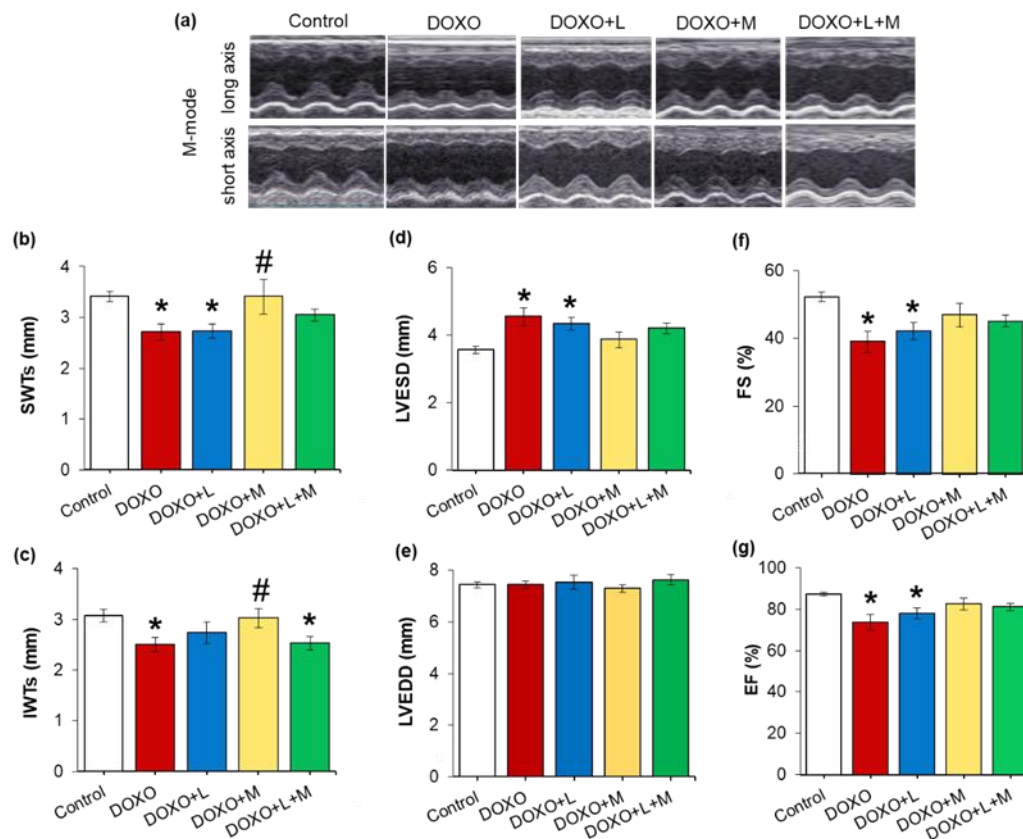 (a)
Control DOXO DOXO+L DOXO+M DOXO+L+M
M-mode
long axis
short axis
(b)
SWTs (mm)
4
3
2
1
0
* * #
Control DOXO DOXO+L DOXO+M DOXO+L+M
(d)
LVESD (mm)
6
4
2
0
* *
Control DOXO DOXO+L DOXO+M DOXO+L+M
(f)
FS (%)
60
40
20
0
* *
Control DOXO DOXO+L DOXO+M DOXO+L+M
(c)
IWTs (mm)
4
3
2
1
0
* # *
Control DOXO DOXO+L DOXO+M DOXO+L+M
(e)
LVEDD (mm)
8
6
4
2
0
Control DOXO DOXO+L DOXO+M DOXO+L+M
(g)
EF (%)
100
80
60
40
20
0
* *
Control DOXO DOXO+L DOXO+M DOXO+L+M